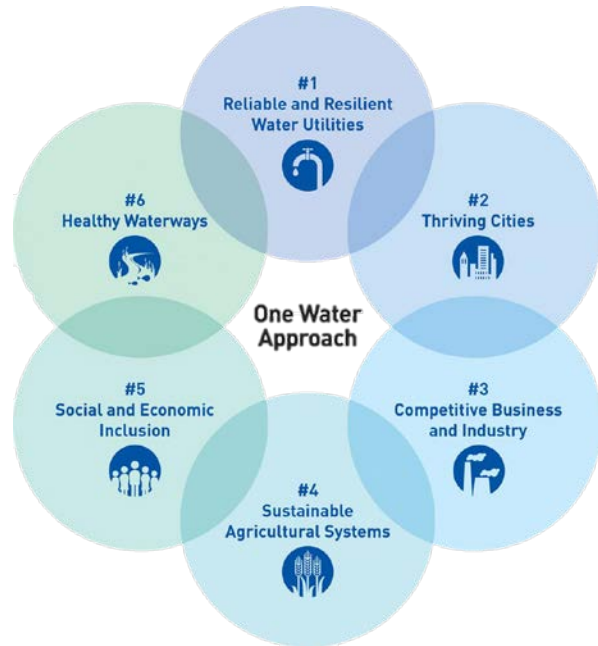 #1
Reliable and Resilient
Water Utilities
#2
Thriving Cities
#3
Competitive Business
and Industry
#4
Sustainable
Agricultural Systems
#5
Social and Economic
Inclusion
#6
Healthy Waterways
One Water
Approach